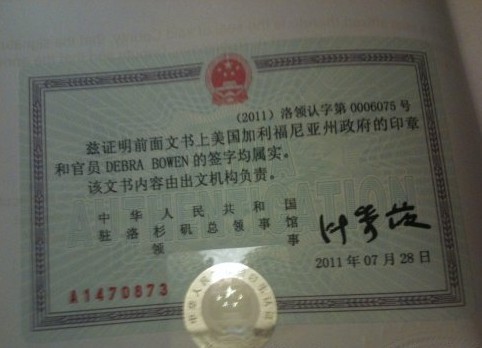 (2011) 洛领认字第 0006075 号
兹证明前面文书上美国加利福尼亚州政府的印章
和官员 DEBRA BOWEN 的签字均属实。
该文书内容由出文机构负责。
中华人民共和国
驻洛杉矶总领事馆
领事
2011 年 07 月 28 日
A1470873